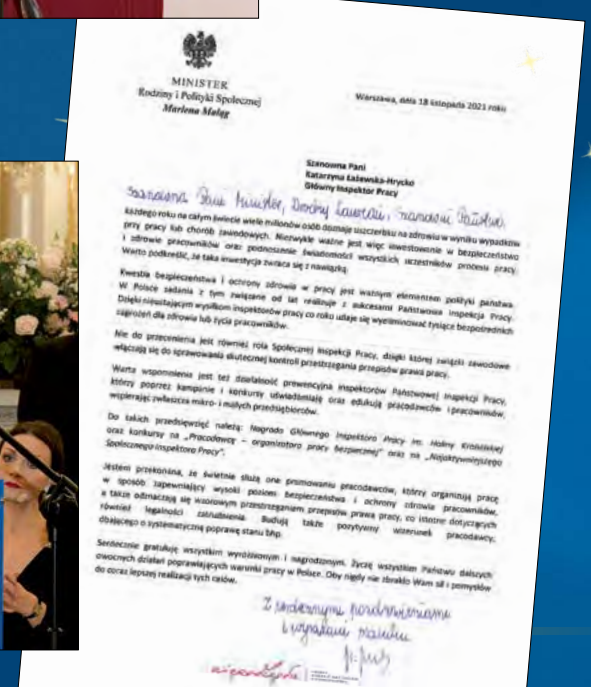 MINISTER
Rodziny i Polityki Społecznej
Marlena Maląg
Warszawa, dnia 18 listopada 2021 roku
Szanowna Pani
Katarzyna Łażewska-Hrycko
Główny Inspektor Pracy
Szanowna Pani Minister, Drodzy Laureaci, Szanowni Państwo,
każdego roku na całym świecie wiele milionów osób doznaje uszczerbku na zdrowiu w wyniku wypadków
przy pracy lub chorób zawodowych. Niezwykle ważne jest więc inwestowanie w bezpieczeństwo
i zdrowie pracowników oraz podnoszenie świadomości wszystkich uczestników procesu pracy.
Warto podkreślić, że taka inwestycja zwraca się z nawiązką.
Kwestia bezpieczeństwa i ochrony zdrowia w pracy jest ważnym elementem polityki państwa.
W Polsce zadania z tym związane od lat realizuje z sukcesami Państwowa Inspekcja Pracy.
Dzięki nieustającym wysiłkom inspektorów pracy co roku udaje się wyeliminować tysiące bezpośrednich
zagrożeń dla zdrowia lub życia pracowników.
Nie do przecenienia jest również rola Społecznej Inspekcji Pracy, dzięki której związki zawodowe
włączają się do sprawowania skutecznej kontroli przestrzegania przepisów prawa pracy.
Warta wspomnienia jest też działalność prewencyjna inspektorów Państwowej Inspekcji Pracy,
którzy poprzez kampanie i konkursy uświadamiają oraz edukują pracodawców i pracowników,
wspierając zwłaszcza mikro- i małych przedsiębiorców.
Do takich przedsięwzięć należą: Nagroda Głównego Inspektora Pracy im. Haliny Krahelskiej
oraz konkursy na „Pracodawcę – organizatora pracy bezpiecznej" oraz na „Najaktywniejszego
Społecznego Inspektora Pracy".
Jestem przekonana, że świetnie służą one promowaniu pracodawców, którzy organizują pracę
w sposób zapewniający wysoki poziom bezpieczeństwa i ochrony zdrowia pracowników,
a także odznaczają się wzorowym przestrzeganiem przepisów prawa pracy, co istotne dotyczących
również legalności zatrudnienia. Budują także pozytywny wizerunek pracodawcy,
dbającego o systematyczną poprawę stanu bhp.
Serdecznie gratuluję wszystkim wyróżnionym i nagrodzonym. Życzę wszystkim Państwu dalszych
owocnych działań poprawiających warunki pracy w Polsce. Oby nigdy nie zbrakło Wam sił i pomysłów
do coraz lepszej realizacji tych celów.
Z serdecznymi pozdrowieniami
i wyrazami szacunku